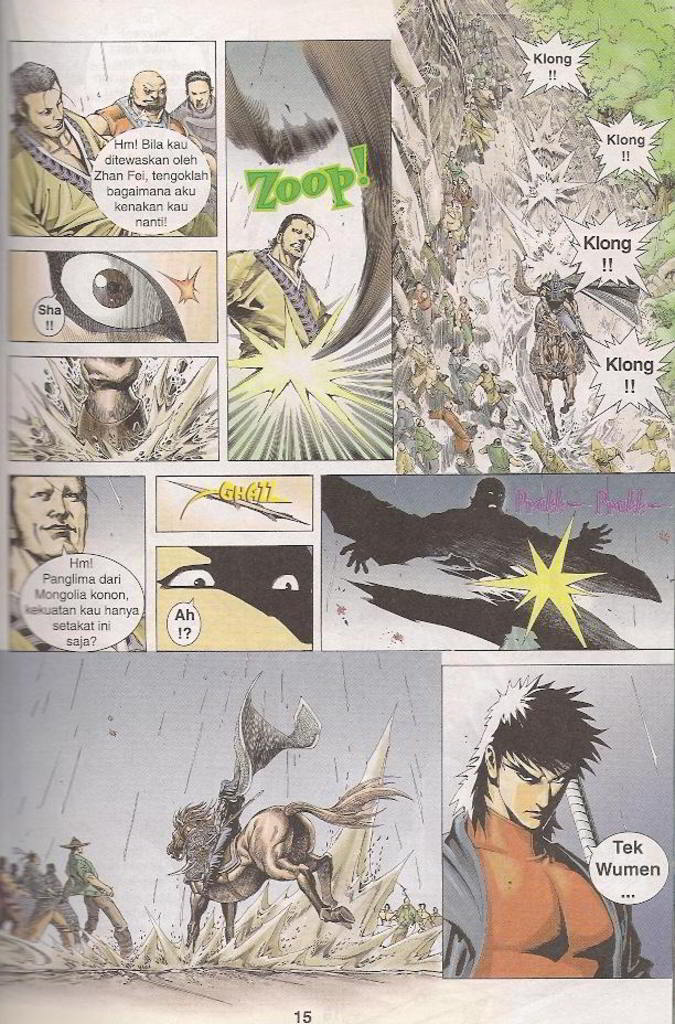 Hm! Bila kau
ditewaskan oleh
Zhan Fei, tengoklah
bagaimana aku
kenakan kau
nanti!
Zoop!
Klong
!!
Klong
!!
Klong
!!
Klong
!!
Sha
!!
Hm!
Panglima dari
Mongolia konon,
kekuatan kau hanya
setakat ini
saja?
Ah
!?
Tek
Wumen
...
15